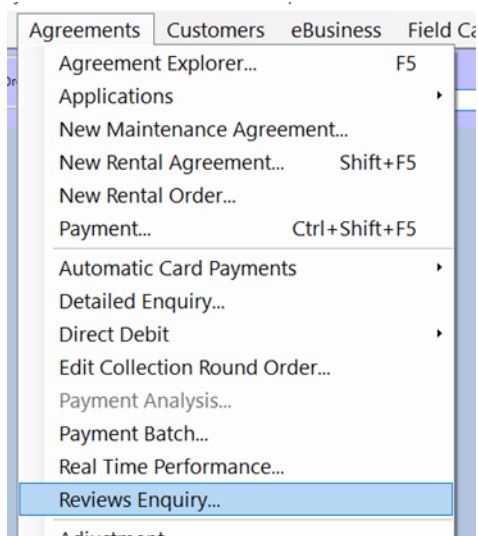 Agreements Customers eBusiness Field Ca
Agreement Explorer... F5
Applications
New Maintenance Agreement...
New Rental Agreement... Shift+F5
New Rental Order...
Payment... Ctrl+Shift+F5
Automatic Card Payments
Detailed Enquiry...
Direct Debit
Edit Collection Round Order...
Payment Analysis...
Payment Batch...
Real Time Performance...
Reviews Enquiry...